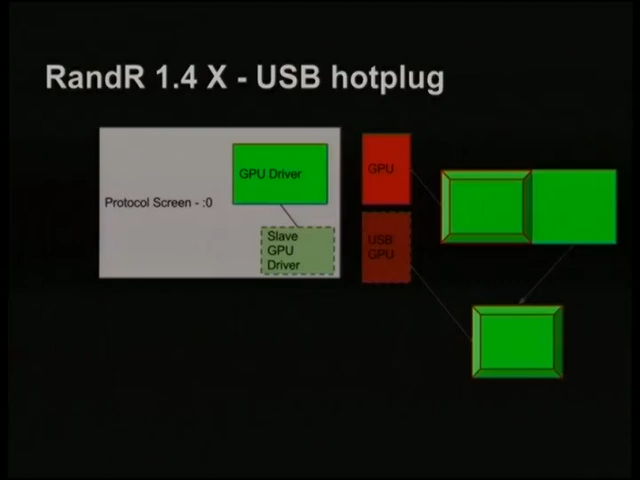 RandR 1.4 X - USB hotplug
GPU Driver
GPU
Protocol Screen - :0
Slave
GPU
Driver
USB
GPU